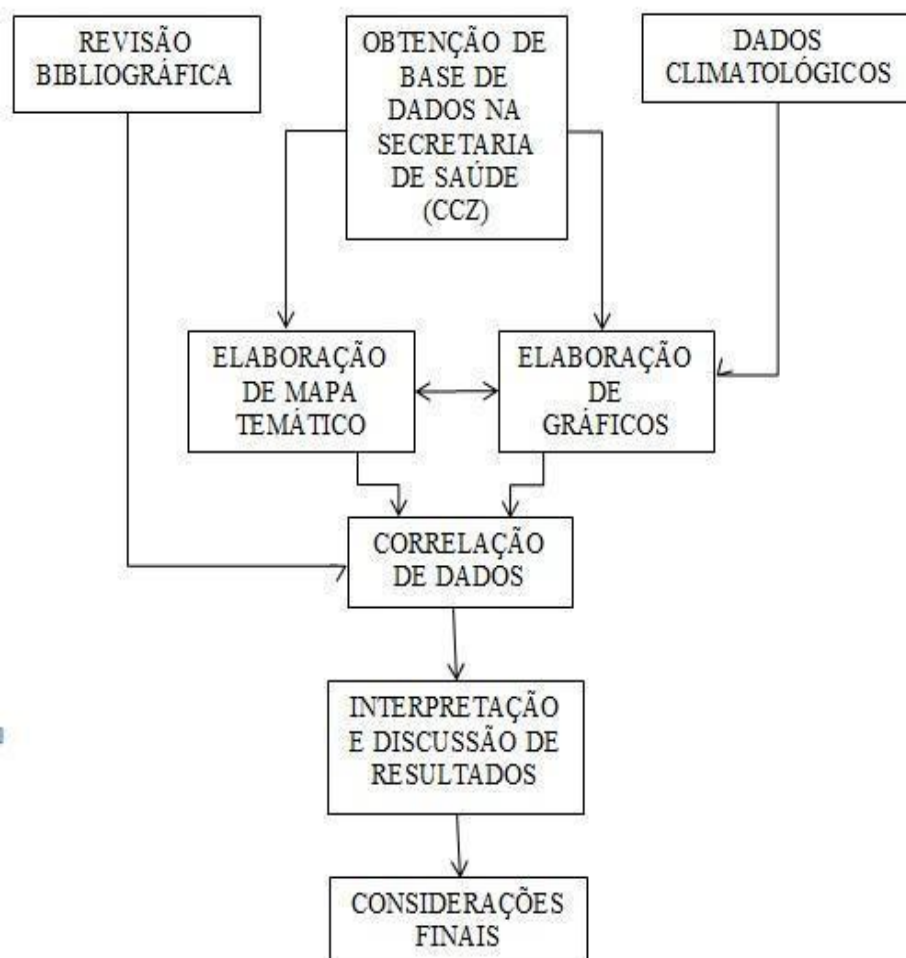 REVISÃO
BIBLIOGRÁFICA
OBTENÇÃO DE
BASE DE
DADOS NA
SECRETARIA
DE SAÚDE
(CCZ)
DADOS
CLIMATOLÓGICOS
ELABORAÇÃO
DE MAPA
TEMÁTICO
ELABORAÇÃO
DE
GRÁFICOS
CORRELAÇÃO
DE DADOS
INTERPRETAÇÃO
E DISCUSSÃO DE
RESULTADOS
CONSIDERAÇÕES
FINAIS